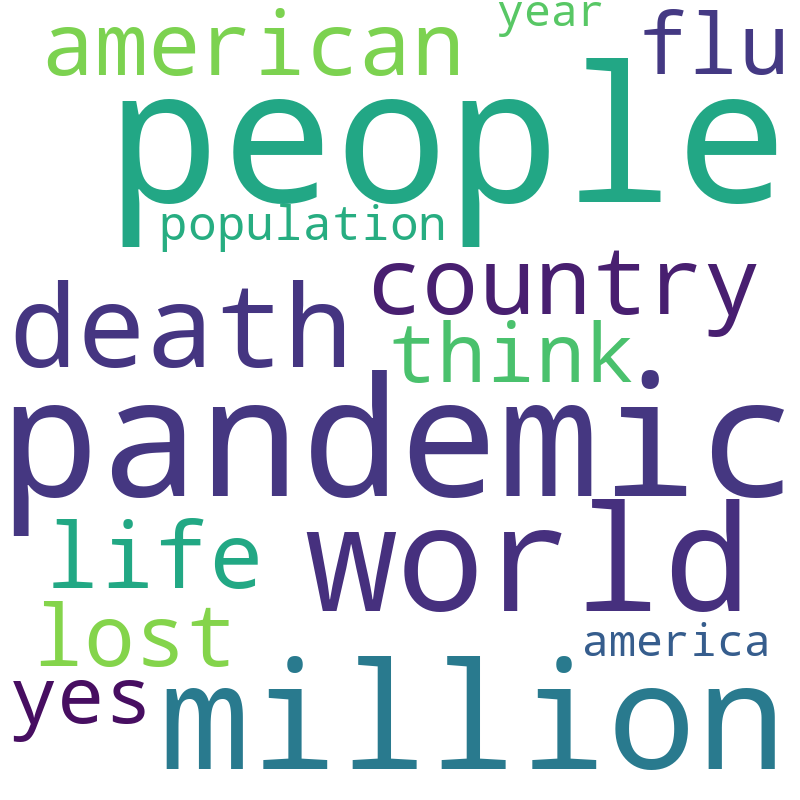 year
american
flu
people
population
country
death
think
pandemic
world
life
lost
america
yes
million